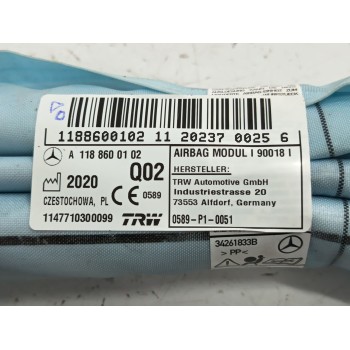 1188600102 11 20237 0025 6
A 118 860 01 02
Q02
2020
CZESTOCHOWA, PL
0589
1147710300099
TRW
AIRBAG MODUL I 90018 I
HERSTELLER:
TRW Automotive GmbH
Industriestrasse 20
73553 Alfdorf, Germany
0589-P1-0051
34261833B
>PP<